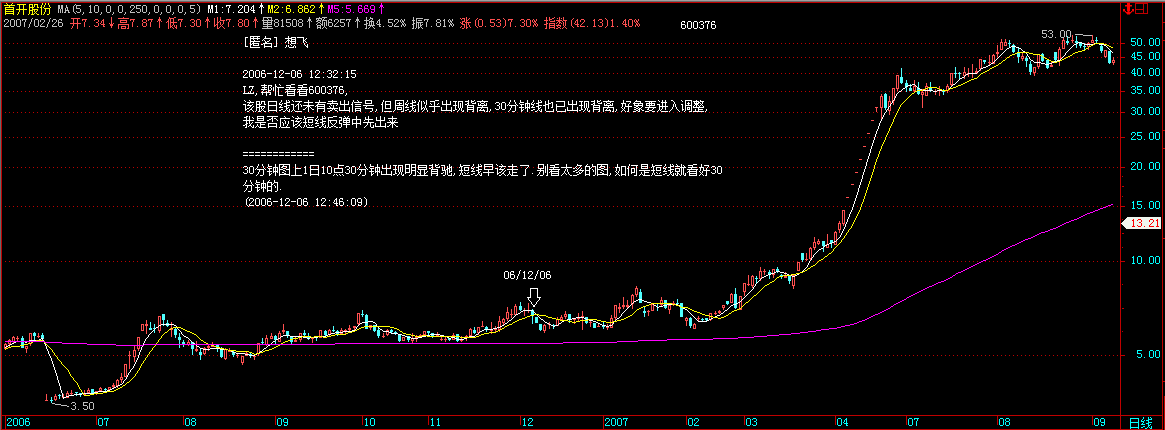 首开股份 MA(5,10,0,0,250,0,0,0,5) M1:7.204↑M2:6.862↑M5:5.669↑
2007/02/26 开7.34↓高7.87↑低7.30↑收7.80↑量81508↑额6257↑换4.52% 振7.81% 涨(0.53)7.30% 指数(42.13)1.40%
600376
[匿名] 想飞
2006-12-06 12:32:15
LZ,帮忙看看600376,
该股日线还未有卖出信号,但周线似乎出现背离,30分钟线也已出现背离,好象要进入调整,
我是否应该短线反弹中先出来
============
30分钟图上1日10点30分钟出现明显背驰,短线早该走了.别看太多的图,如何是短线就看好30
分钟的.
(2006-12-06 12:46:09)
53.00
50.00
45.00
40.00
35.00
30.00
25.00
20.00
15.00
13.21
10.00
5.00
06/12/06
3.50
2006 07 08 09 10 11 12 2007 02 03 04 07 08 09 日线